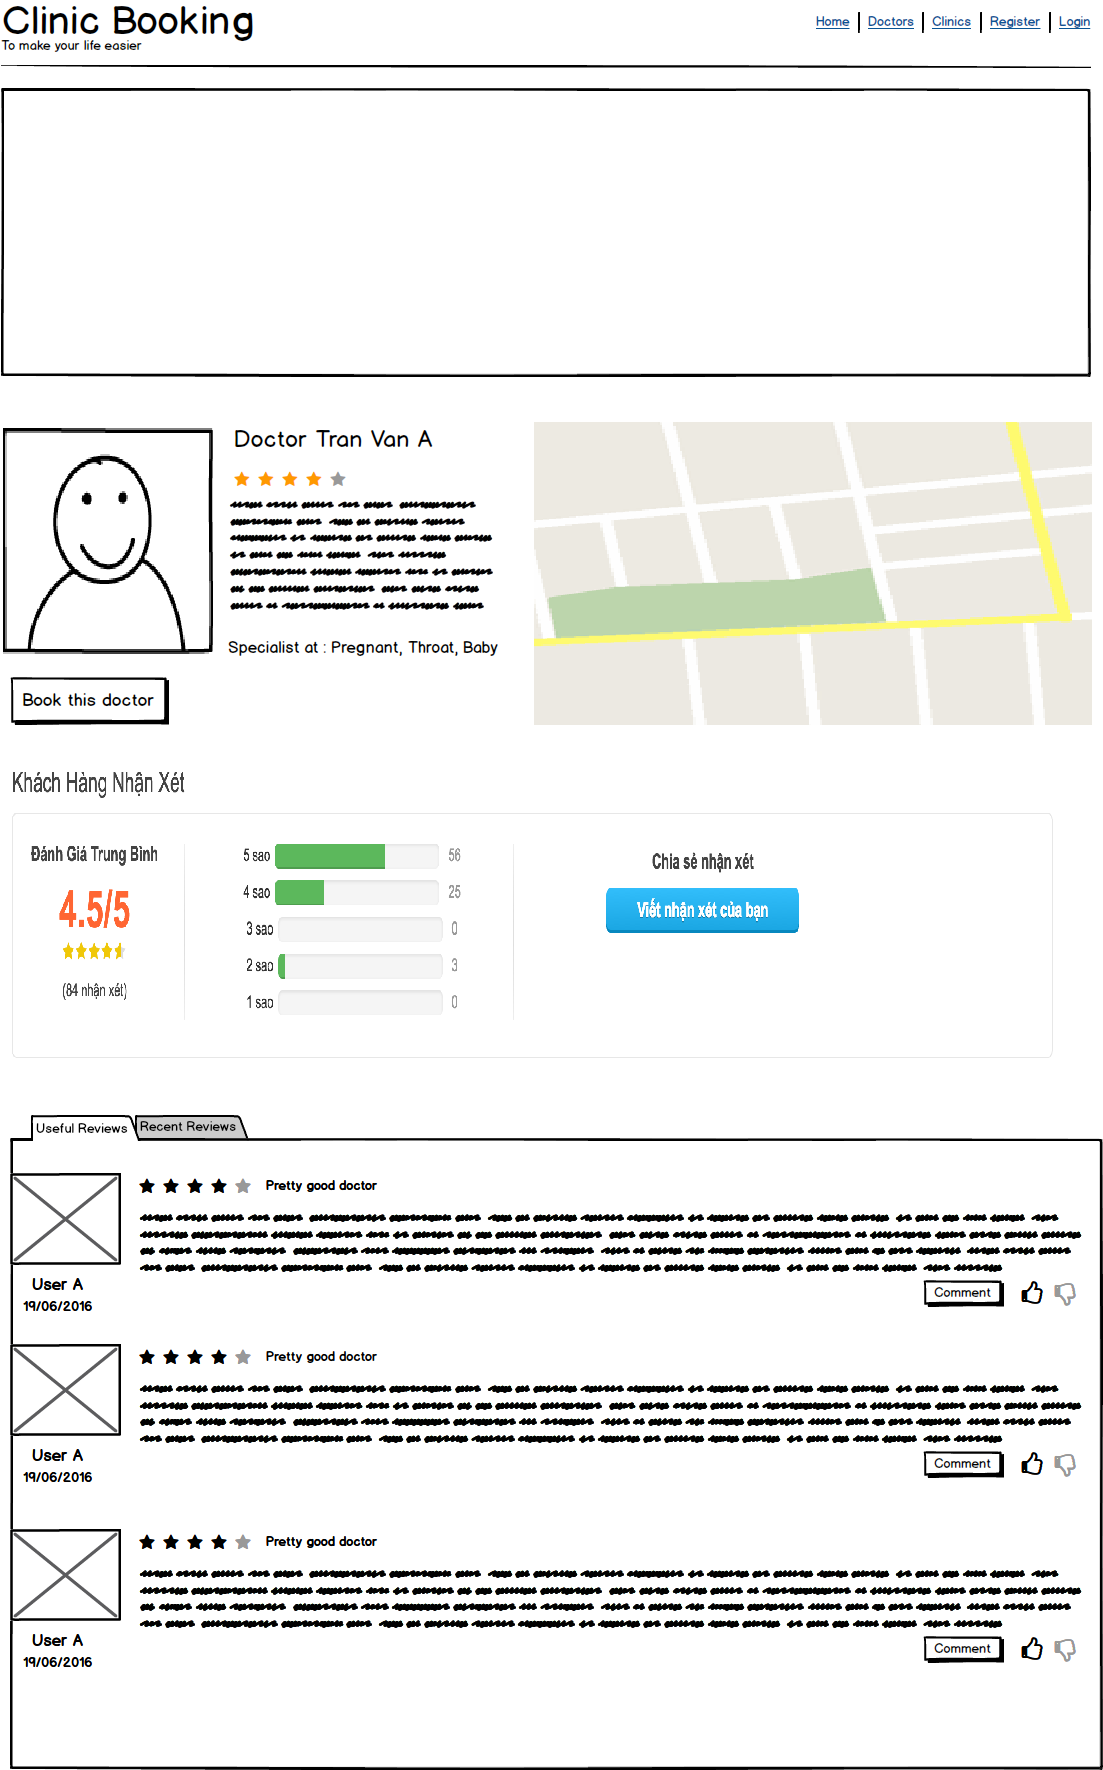 Clinic Booking
To make your life easier
Home
Doctors
Clinics
Register
Login
Doctor Tran Van A
Specialist at : Pregnant, Throat, Baby
Book this doctor
Khách Hàng Nhận Xét
Đánh Giá Trung Bình
4.5/5
(84 nhận xét)
5 sao 56
4 sao 25
3 sao 0
2 sao 3
1 sao 0
Chia sẻ nhận xét
Viết nhận xét của bạn
Useful Reviews
Recent Reviews
Pretty good doctor
User A
19/06/2016
Comment
Pretty good doctor
User A
19/06/2016
Comment
Pretty good doctor
User A
19/06/2016
Comment